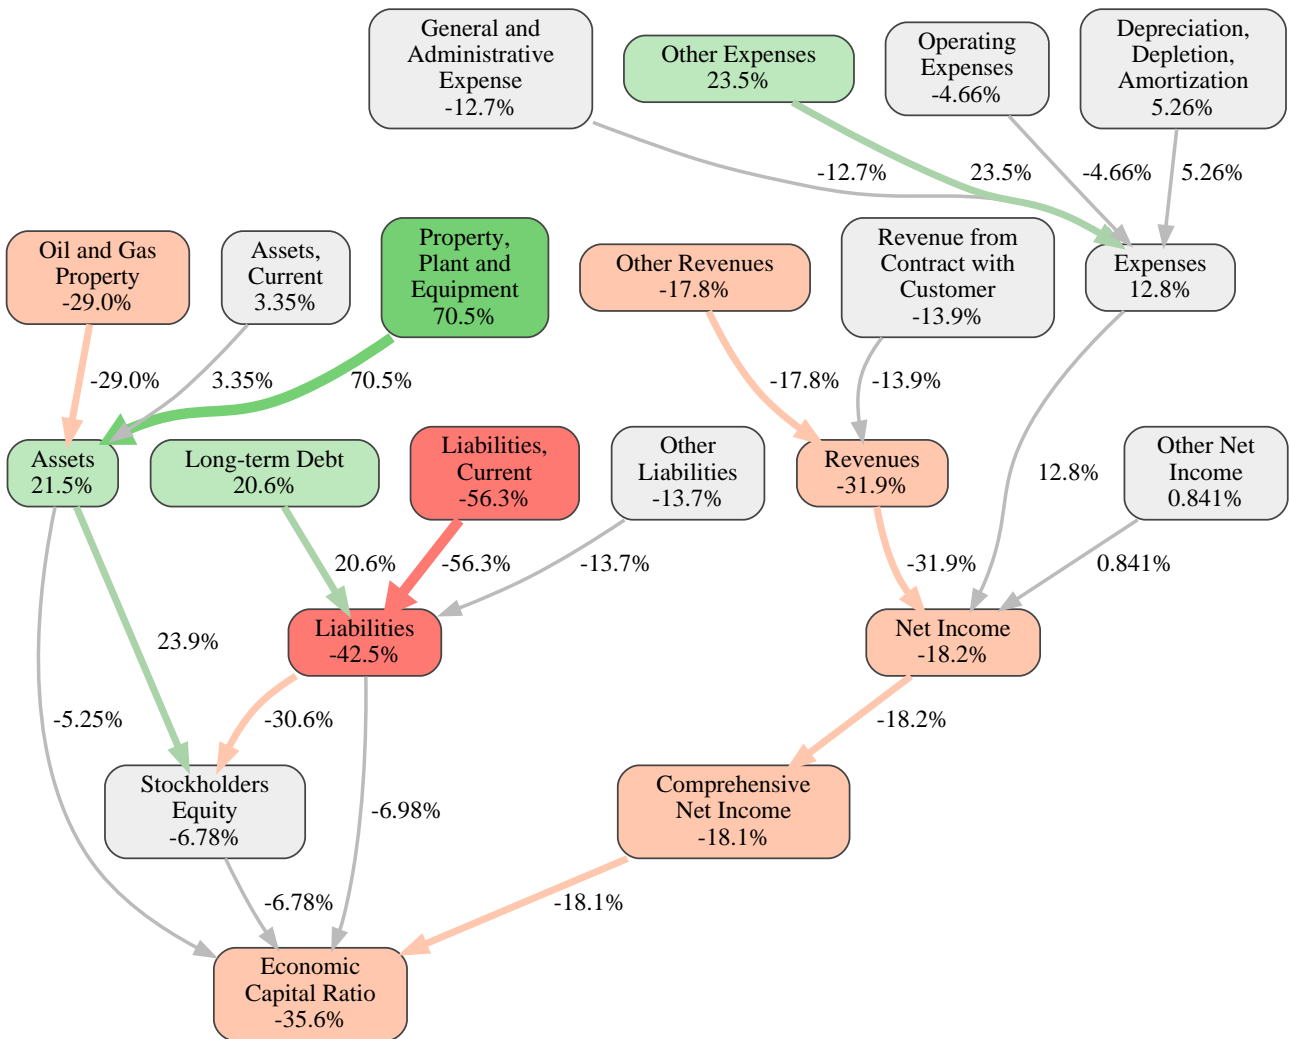 General and
Administrative
Expense
-12.7%
Other Expenses
23.5%
Operating
Expenses
-4.66%
Depreciation,
Depletion,
Amortization
5.26%
-12.7%
23.5%
-4.66%
5.26%
Oil and Gas
Property
-29.0%
Assets,
Current
3.35%
Property,
Plant and
Equipment
70.5%
Other Revenues
-17.8%
Revenue from
Contract with
Customer
-13.9%
Expenses
12.8%
-29.0%
3.35%
70.5%
-17.8%
-13.9%
Assets
21.5%
Long-term Debt
20.6%
Liabilities,
Current
-56.3%
Other
Liabilities
-13.7%
Revenues
-31.9%
12.8%
Other Net
Income
0.841%
20.6%
-56.3%
-13.7%
-31.9%
0.841%
23.9%
Liabilities
-42.5%
Net Income
-18.2%
-5.25%
-30.6%
-18.2%
Stockholders
Equity
-6.78%
-6.98%
Comprehensive
Net Income
-18.1%
-6.78%
-18.1%
Economic
Capital Ratio
-35.6%